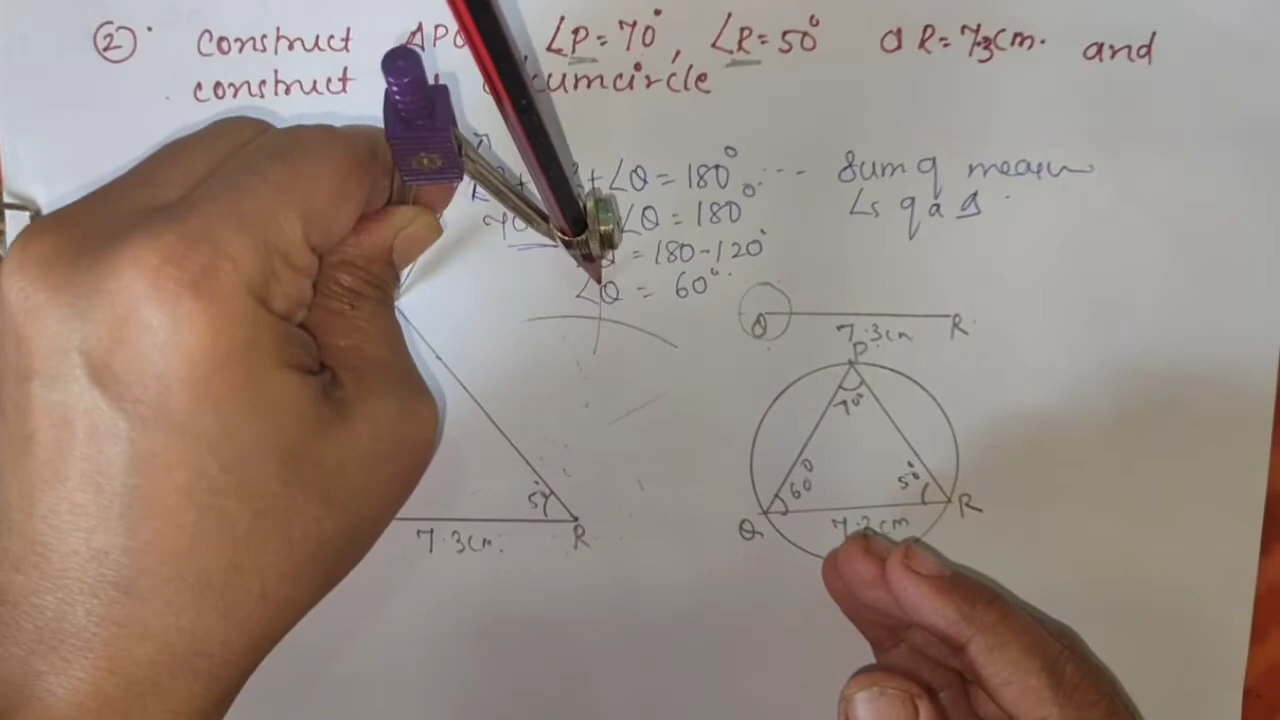 ② construct ΔPQ ∠P=70°, ∠R=50° QR=7.3cm. and
construct circumcircle
+∠Q=180° ... Sum of measure
∠Q=180° ∠s of a Δ.
=180-120°
∠Q = 60°.
Q R
7.3cm
P
70°
60° 50°
50° Q R
7.3cm. R 7.3cm